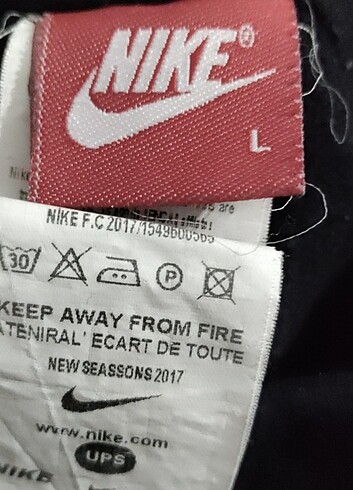 NIKE®
L
are
NIKE F.C 2017/1549600565
30 P
KEEP AWAY FROM FIRE
ATENIRAL' ECART DE TOUTE
NEW SEASSONS 2017
www.nike.com
UPS
NIKE